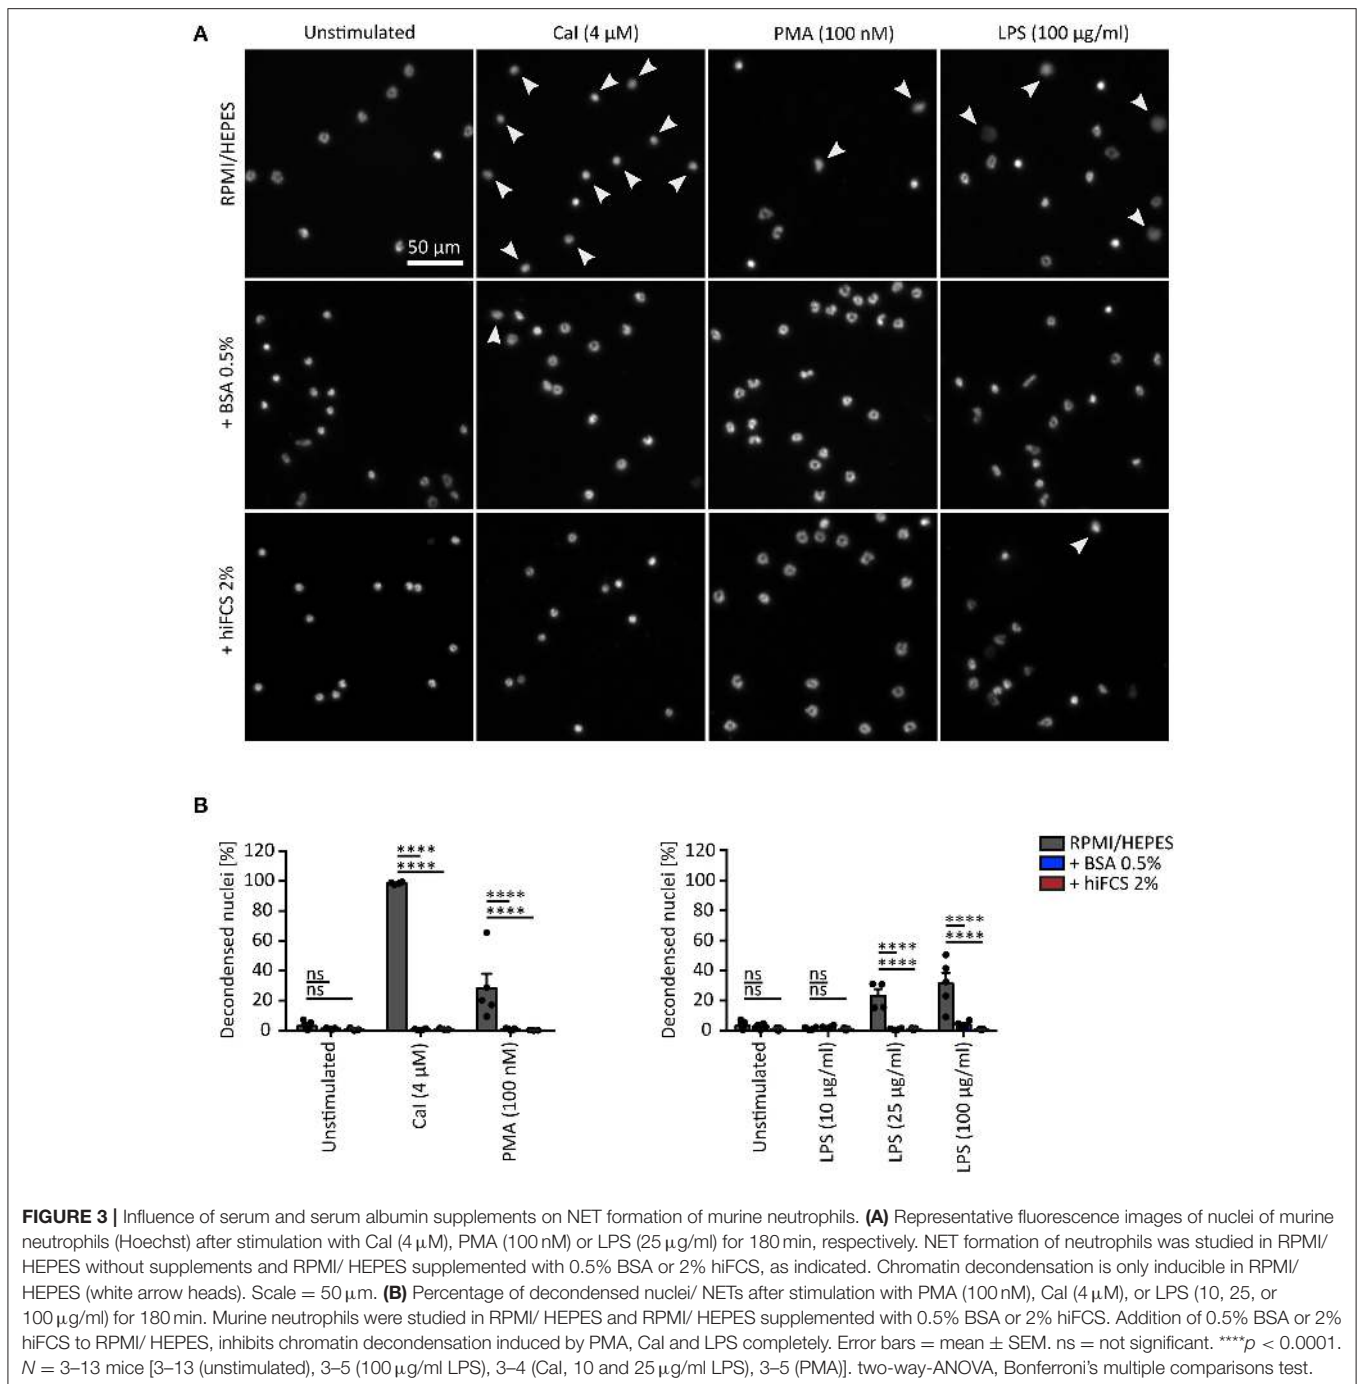 A
Unstimulated
CaI (4 µM)
PMA (100 nM)
LPS (100 µg/ml)
RPMI/HEPES
50 µm
+ BSA 0.5%
+ hiFCS 2%
B
Decondensed nuclei [%]
120
100
80
60
40
20
0
ns
ns
****
****
****
****
Unstimulated
CaI (4 µM)
PMA (100 nM)
Decondensed nuclei [%]
120
100
80
60
40
20
0
ns
ns
ns
ns
****
****
****
****
Unstimulated
LPS (10 µg/ml)
LPS (25 µg/ml)
LPS (100 µg/ml)
RPMI/HEPES
+ BSA 0.5%
+ hiFCS 2%
FIGURE 3 | Influence of serum and serum albumin supplements on NET formation of murine neutrophils. (A) Representative fluorescence images of nuclei of murine
neutrophils (Hoechst) after stimulation with CaI (4 µM), PMA (100 nM) or LPS (25 µg/ml) for 180 min, respectively. NET formation of neutrophils was studied in RPMI/
HEPES without supplements and RPMI/ HEPES supplemented with 0.5% BSA or 2% hiFCS, as indicated. Chromatin decondensation is only inducible in RPMI/
HEPES (white arrow heads). Scale = 50 µm. (B) Percentage of decondensed nuclei/ NETs after stimulation with PMA (100 nM), CaI (4 µM), or LPS (10, 25, or
100 µg/ml) for 180 min. Murine neutrophils were studied in RPMI/ HEPES and RPMI/ HEPES supplemented with 0.5% BSA or 2% hiFCS. Addition of 0.5% BSA or 2%
hiFCS to RPMI/ HEPES, inhibits chromatin decondensation induced by PMA, CaI and LPS completely. Error bars = mean ± SEM. ns = not significant. ****p < 0.0001.
N = 3–13 mice [3–13 (unstimulated), 3–5 (100 µg/ml LPS), 3–4 (CaI, 10 and 25 µg/ml LPS), 3–5 (PMA)]. two-way-ANOVA, Bonferroni's multiple comparisons test.